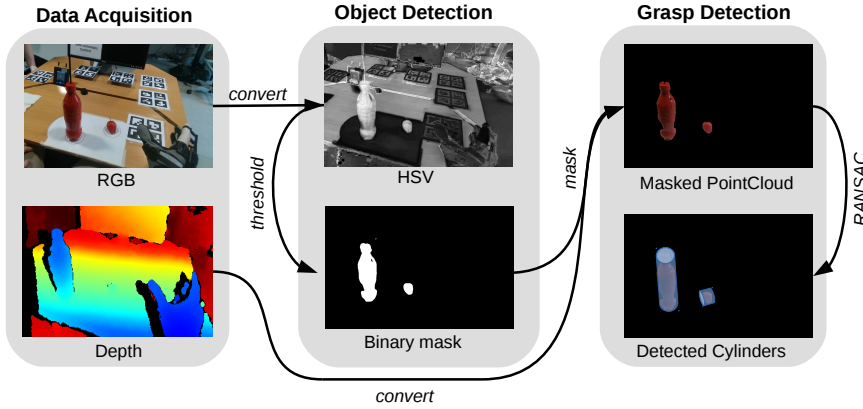 Data Acquisition
Object Detection
Grasp Detection
convert
RGB
HSV
Masked PointCloud
threshold
mask
RANSAC
Depth
Binary mask
Detected Cylinders
convert